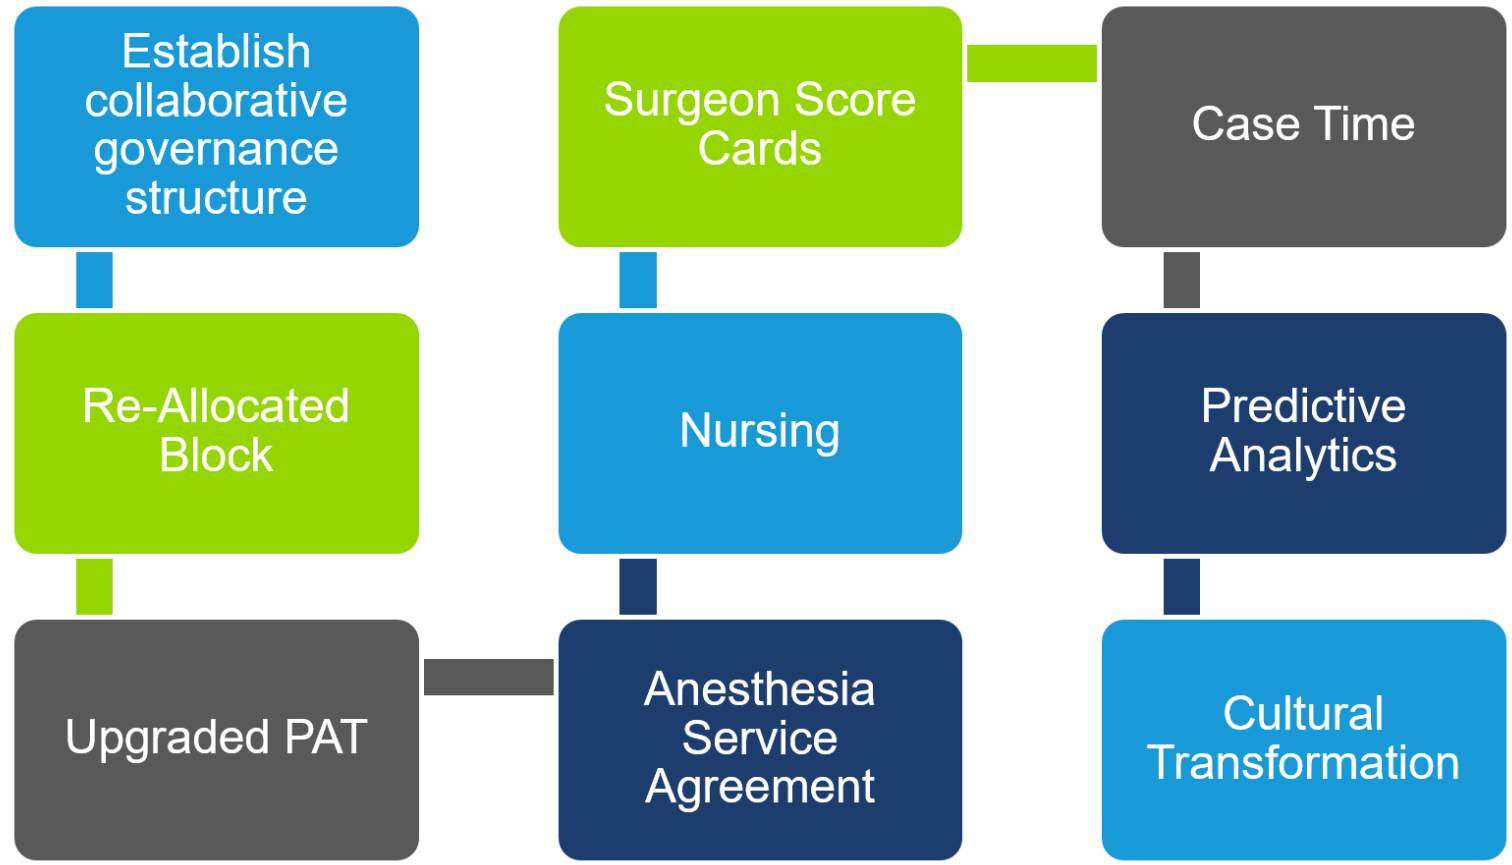 Establish
collaborative
governance
structure
Re-Allocated
Block
Upgraded PAT
Anesthesia
Service
Agreement
Nursing
Surgeon Score
Cards
Case Time
Predictive
Analytics
Cultural
Transformation